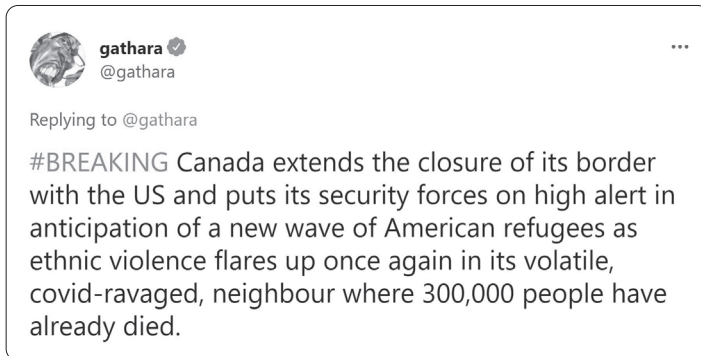 gathara
@gathara
Replying to @gathara
#BREAKING Canada extends the closure of its border
with the US and puts its security forces on high alert in
anticipation of a new wave of American refugees as
ethnic violence flares up once again in its volatile,
covid-ravaged, neighbour where 300,000 people have
already died.